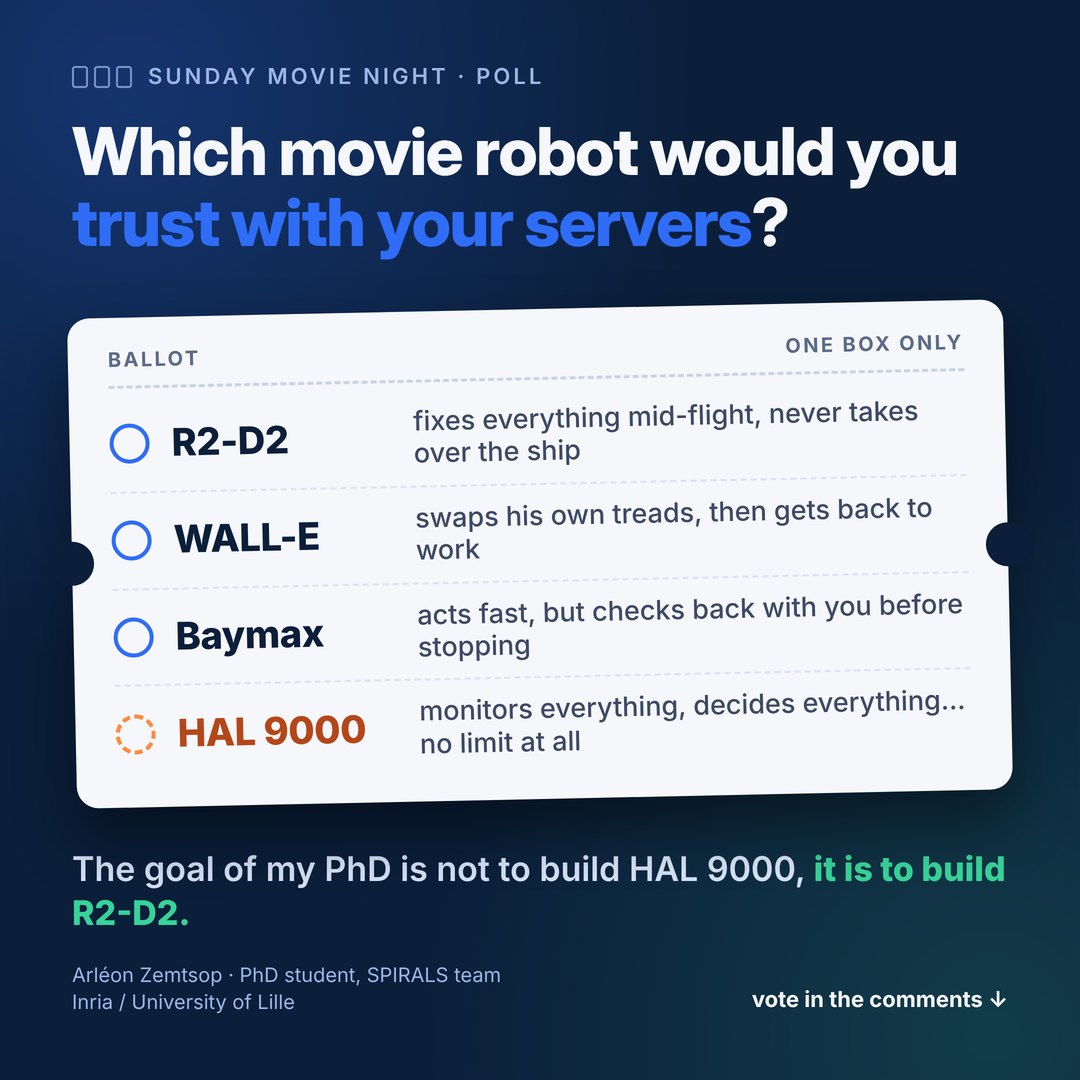 SUNDAY MOVIE NIGHT · POLL
Which movie robot would you
trust with your servers?
BALLOT
ONE BOX ONLY
R2-D2
fixes everything mid-flight, never takes
over the ship
WALL-E
swaps his own treads, then gets back to
work
Baymax
acts fast, but checks back with you before
stopping
HAL 9000
monitors everything, decides everything...
no limit at all
The goal of my PhD is not to build HAL 9000, it is to build
R2-D2.
Arléon Zemtsop · PhD student, SPIRALS team
Inria / University of Lille
vote in the comments ↓